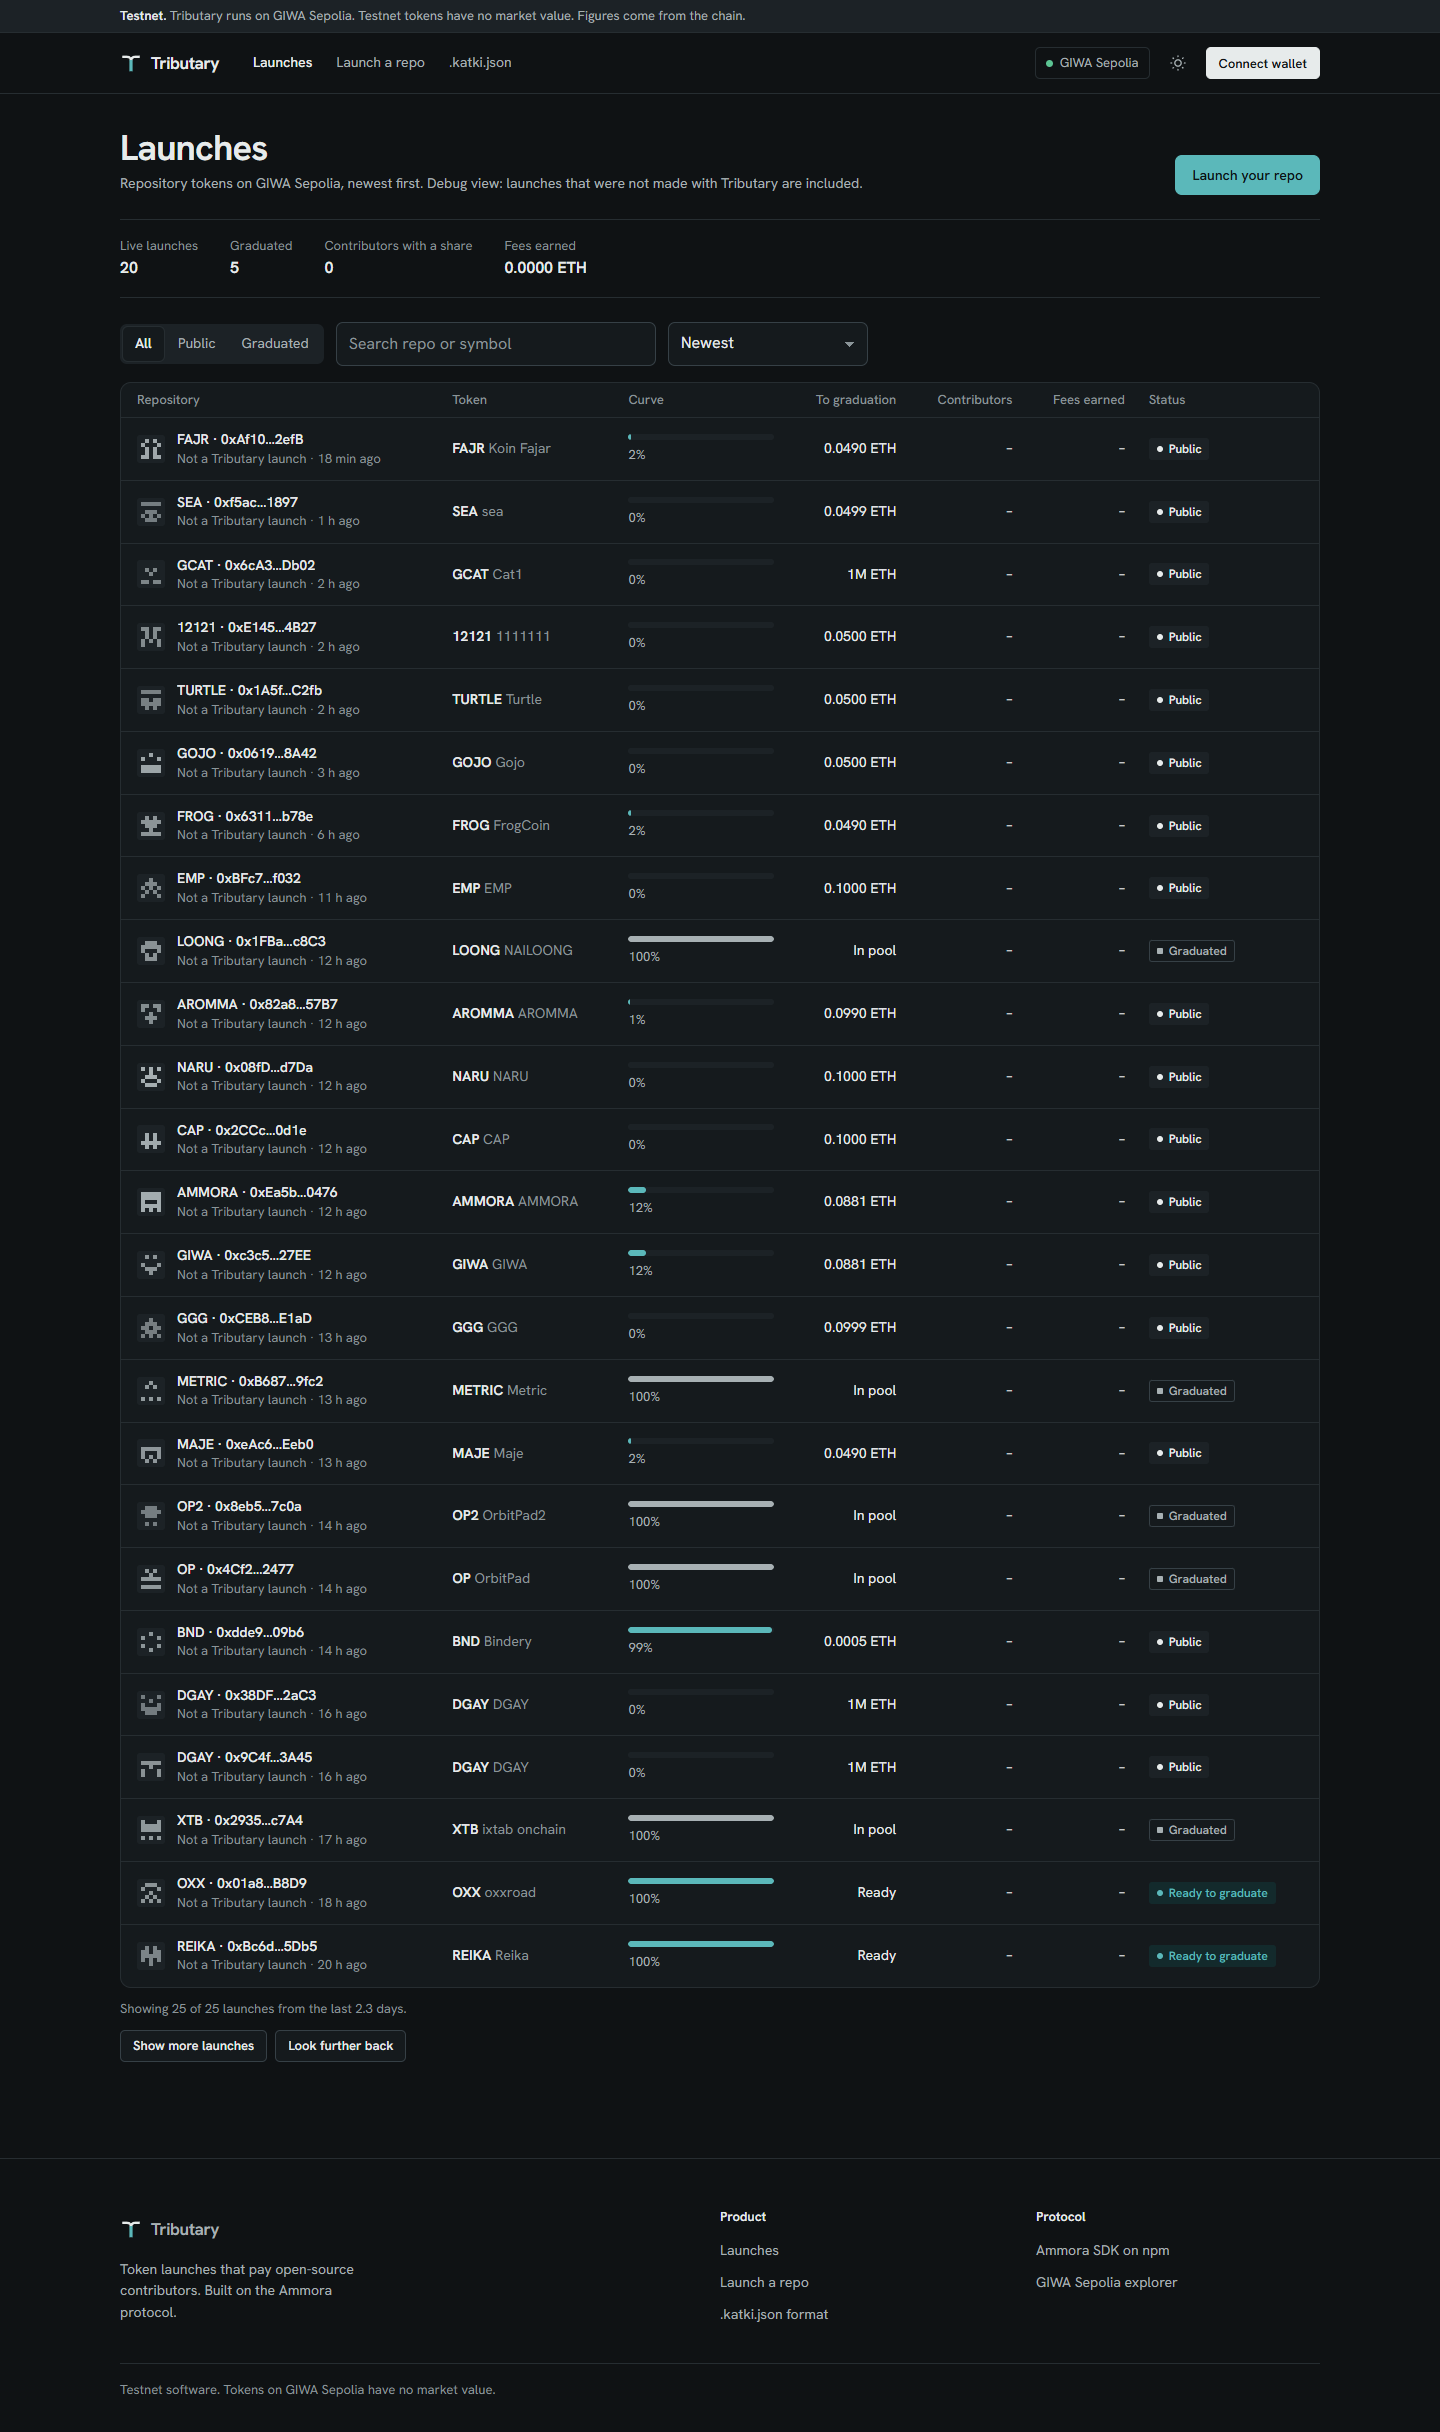 Testnet. Tributary runs on GIWA Sepolia. Testnet tokens have no market value. Figures come from the chain.
Tributary Launches Launch a repo .katki.json GIWA Sepolia Connect wallet
Launches
Repository tokens on GIWA Sepolia, newest first. Debug view: launches that were not made with Tributary are included.
Launch your repo
Live launches Graduated Contributors with a share Fees earned
20 5 0 0.0000 ETH
All Public Graduated Search repo or symbol Newest
Repository Token Curve To graduation Contributors Fees earned Status
FAJR · 0xAf10…2efB
Not a Tributary launch · 18 min ago
FAJR Koin Fajar 2% 0.0490 ETH – – Public
SEA · 0xf5ac…1897
Not a Tributary launch · 1 h ago
SEA sea 0% 0.0499 ETH – – Public
GCAT · 0x6cA3…Db02
Not a Tributary launch · 2 h ago
GCAT Cat1 0% 1M ETH – – Public
12121 · 0xE145…4B27
Not a Tributary launch · 2 h ago
12121 1111111 0% 0.0500 ETH – – Public
TURTLE · 0x1A5f…C2fb
Not a Tributary launch · 2 h ago
TURTLE Turtle 0% 0.0500 ETH – – Public
GOJO · 0x0619…8A42
Not a Tributary launch · 3 h ago
GOJO Gojo 0% 0.0500 ETH – – Public
FROG · 0x6311…b78e
Not a Tributary launch · 6 h ago
FROG FrogCoin 2% 0.0490 ETH – – Public
EMP · 0xBFc7…f032
Not a Tributary launch · 11 h ago
EMP EMP 0% 0.1000 ETH – – Public
LOONG · 0x1FBa…c8C3
Not a Tributary launch · 12 h ago
LOONG NAILOONG 100% In pool – – Graduated
AROMMA · 0x82a8…57B7
Not a Tributary launch · 12 h ago
AROMMA AROMMA 1% 0.0990 ETH – – Public
NARU · 0x08fD…d7Da
Not a Tributary launch · 12 h ago
NARU NARU 0% 0.1000 ETH – – Public
CAP · 0x2CCc…0d1e
Not a Tributary launch · 12 h ago
CAP CAP 0% 0.1000 ETH – – Public
AMMORA · 0xEa5b…0476
Not a Tributary launch · 12 h ago
AMMORA AMMORA 12% 0.0881 ETH – – Public
GIWA · 0xc3c5…27EE
Not a Tributary launch · 12 h ago
GIWA GIWA 12% 0.0881 ETH – – Public
GGG · 0xCEB8…E1aD
Not a Tributary launch · 13 h ago
GGG GGG 0% 0.0999 ETH – – Public
METRIC · 0xB687…9fc2
Not a Tributary launch · 13 h ago
METRIC Metric 100% In pool – – Graduated
MAJE · 0xeAc6…Eeb0
Not a Tributary launch · 13 h ago
MAJE Maje 2% 0.0490 ETH – – Public
OP2 · 0x8eb5…7c0a
Not a Tributary launch · 14 h ago
OP2 OrbitPad2 100% In pool – – Graduated
OP · 0x4Cf2…2477
Not a Tributary launch · 14 h ago
OP OrbitPad 100% In pool – – Graduated
BND · 0xdde9…09b6
Not a Tributary launch · 14 h ago
BND Bindery 99% 0.0005 ETH – – Public
DGAY · 0x38DF…2aC3
Not a Tributary launch · 16 h ago
DGAY DGAY 0% 1M ETH – – Public
DGAY · 0x9C4f…3A45
Not a Tributary launch · 16 h ago
DGAY DGAY 0% 1M ETH – – Public
XTB · 0x2935…c7A4
Not a Tributary launch · 17 h ago
XTB ixtab onchain 100% In pool – – Graduated
OXX · 0x01a8…B8D9
Not a Tributary launch · 18 h ago
OXX oxxroad 100% Ready – – Ready to graduate
REIKA · 0xBc6d…5Db5
Not a Tributary launch · 20 h ago
REIKA Reika 100% Ready – – Ready to graduate
Showing 25 of 25 launches from the last 2.3 days.
Show more launches Look further back
Tributary
Token launches that pay open-source
contributors. Built on the Ammora
protocol.
Product
Launches
Launch a repo
.katki.json format
Protocol
Ammora SDK on npm
GIWA Sepolia explorer
Testnet software. Tokens on GIWA Sepolia have no market value.